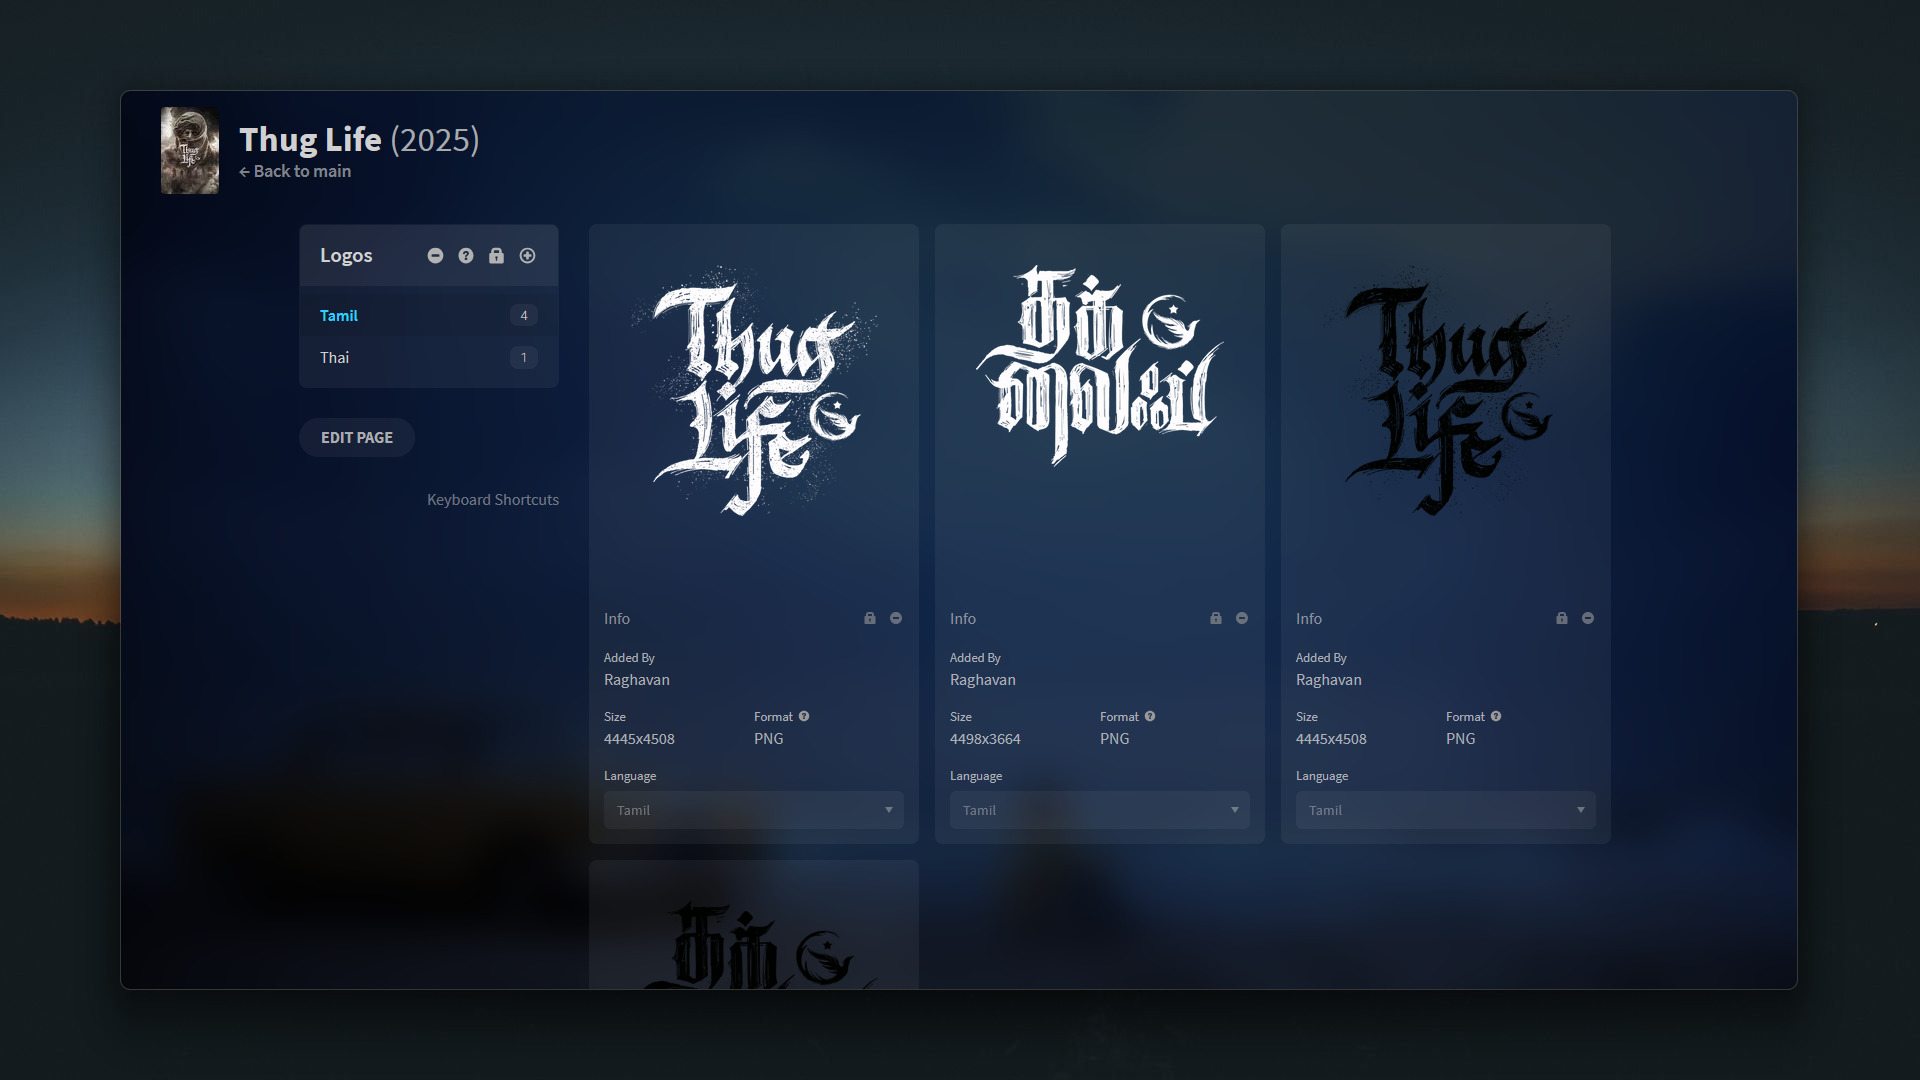 Thug Life (2025)
← Back to main
Logos
Tamil 4
Thai 1
EDIT PAGE
Keyboard Shortcuts
Thug
Life
Info
Added By
Raghavan
Size Format
4445x4508 PNG
Language
Tamil
தக்
லைஃப்
Info
Added By
Raghavan
Size Format
4498x3664 PNG
Language
Tamil
Thug
Life
Info
Added By
Raghavan
Size Format
4445x4508 PNG
Language
Tamil
தக்